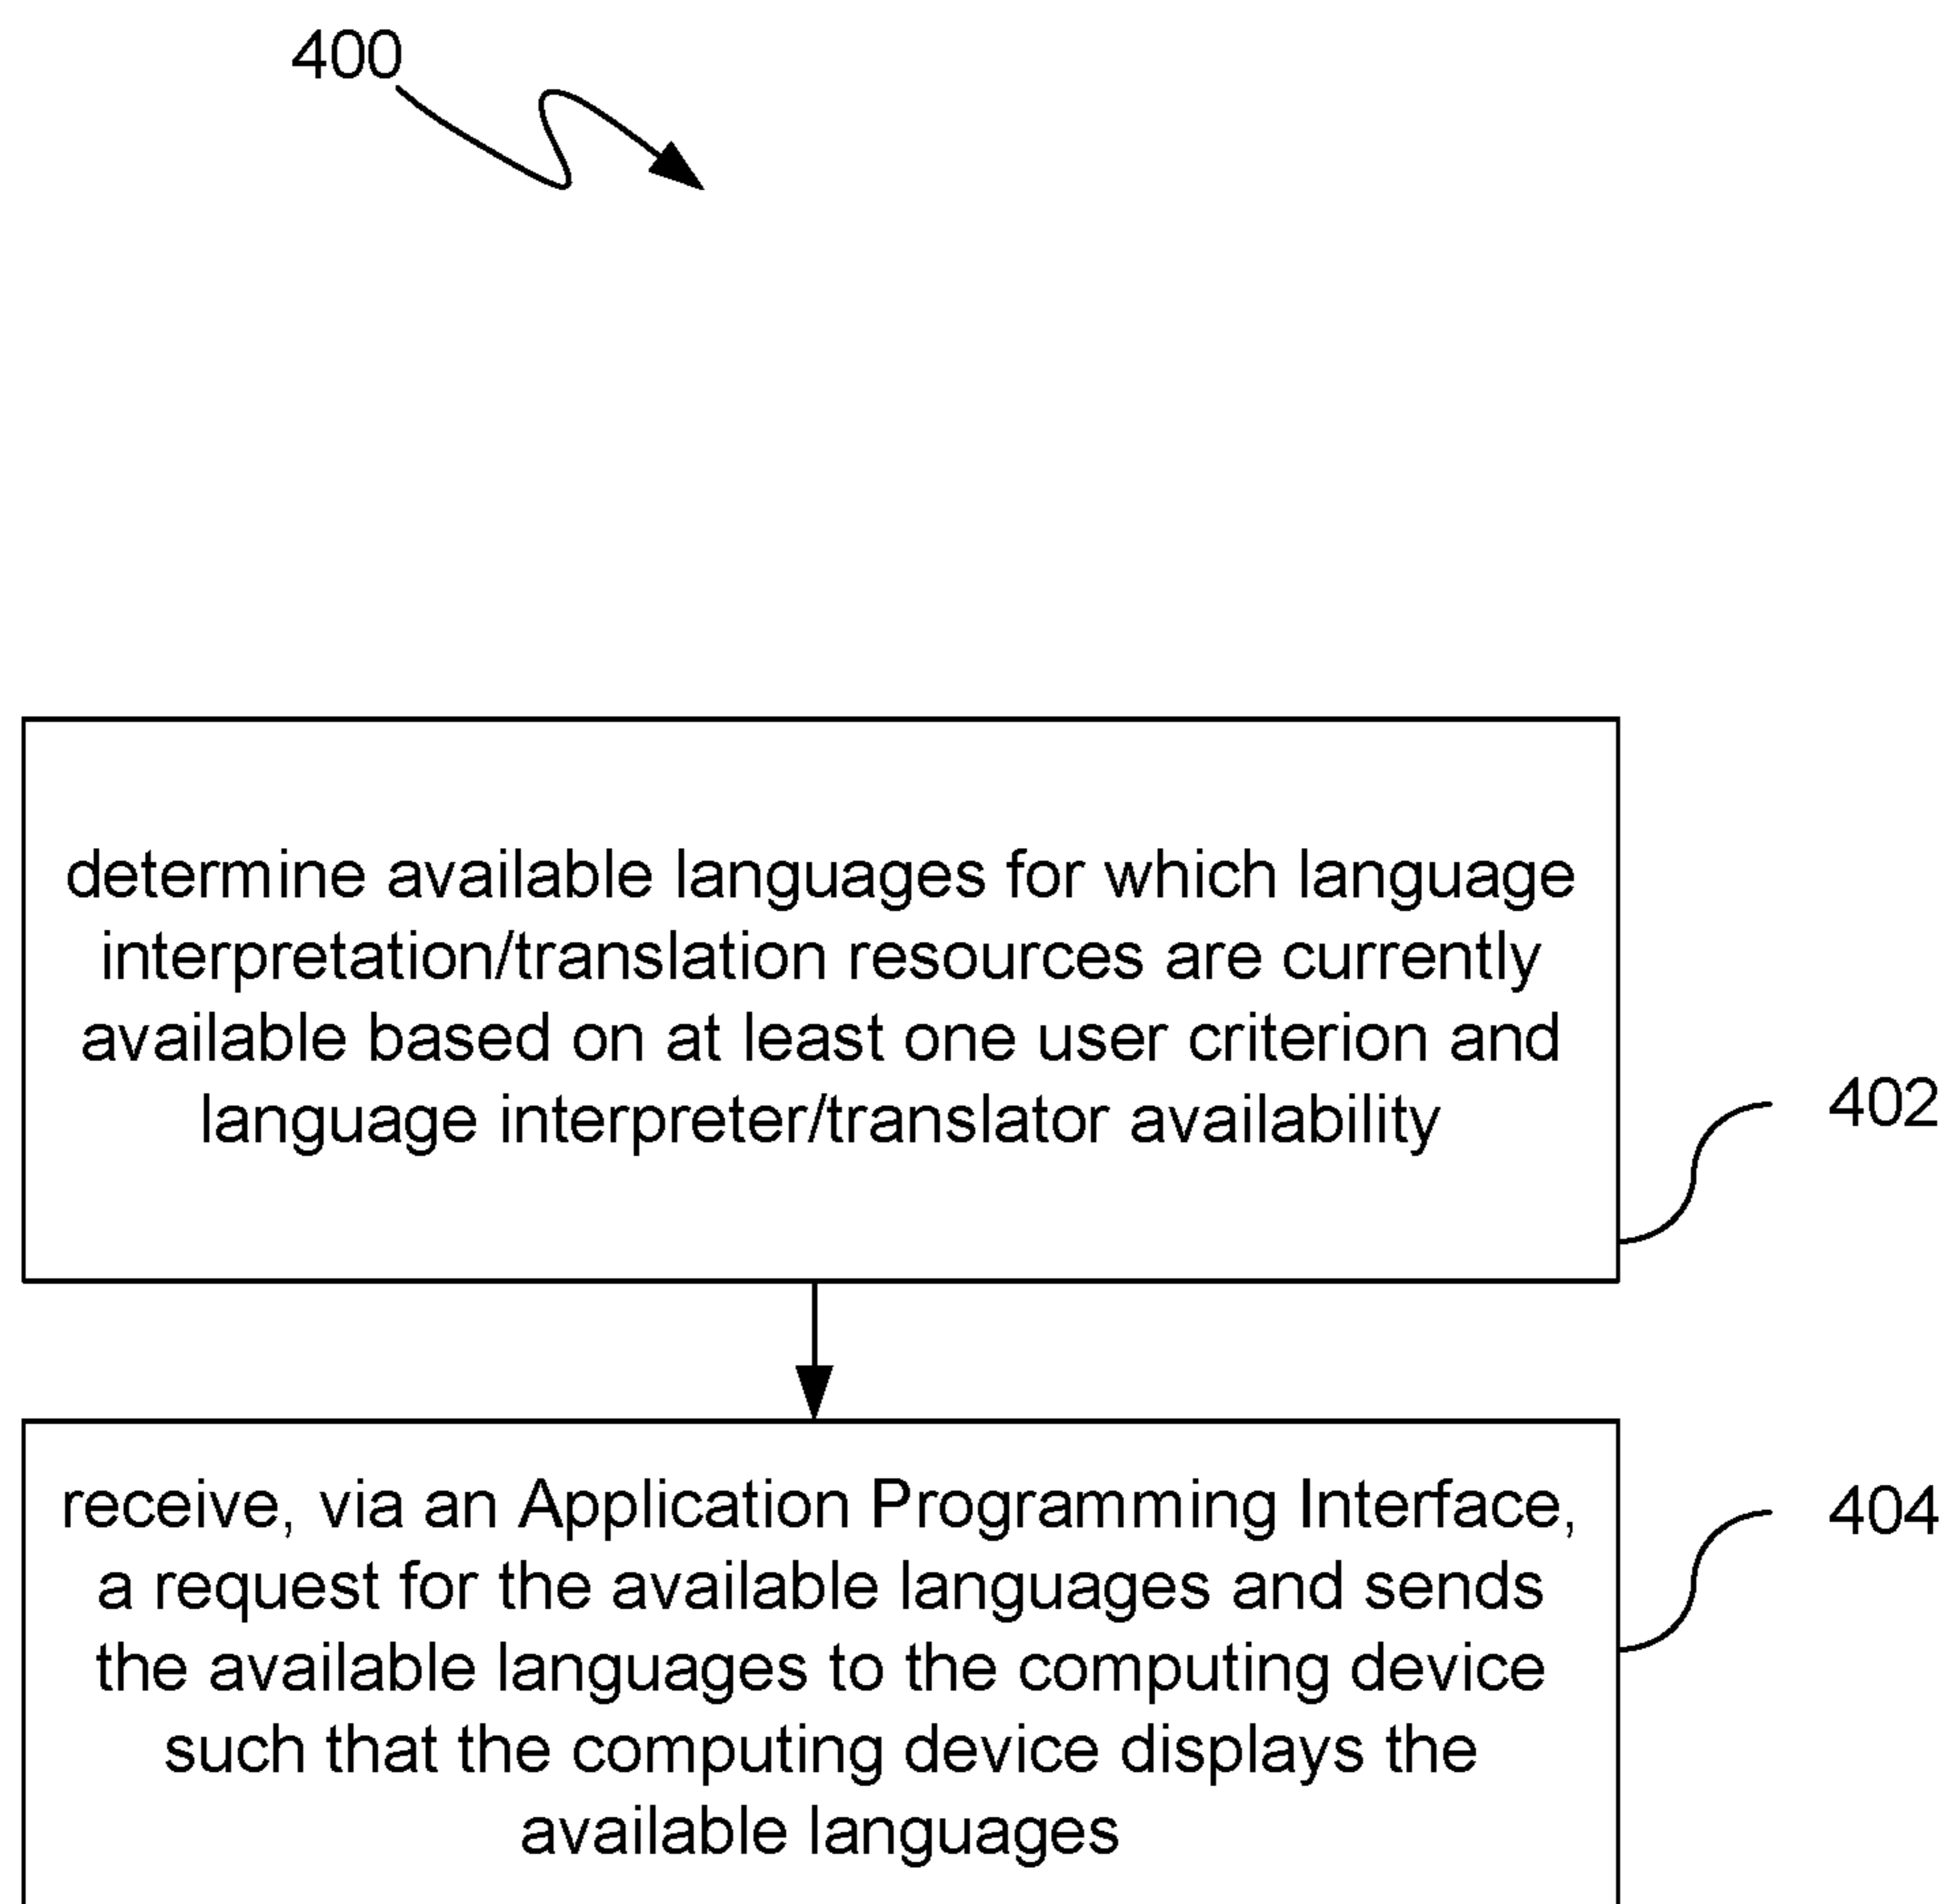 400
determine available languages for which language
interpretation/translation resources are currently
available based on at least one user criterion and
language interpreter/translator availability
402
receive, via an Application Programming Interface,
a request for the available languages and sends
the available languages to the computing device
such that the computing device displays the
available languages
404